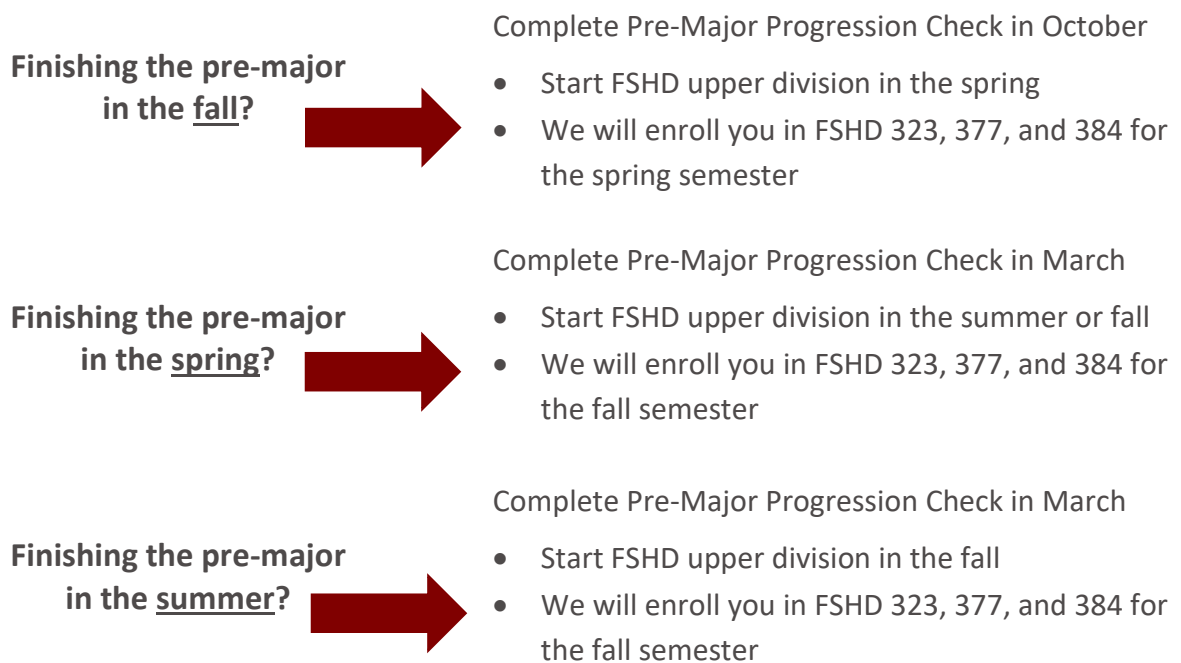 Finishing the pre-major
in the fall?
Complete Pre-Major Progression Check in October
• Start FSHD upper division in the spring
• We will enroll you in FSHD 323, 377, and 384 for
the spring semester
Finishing the pre-major
in the spring?
Complete Pre-Major Progression Check in March
• Start FSHD upper division in the summer or fall
• We will enroll you in FSHD 323, 377, and 384 for
the fall semester
Finishing the pre-major
in the summer?
Complete Pre-Major Progression Check in March
• Start FSHD upper division in the fall
• We will enroll you in FSHD 323, 377, and 384 for
the fall semester